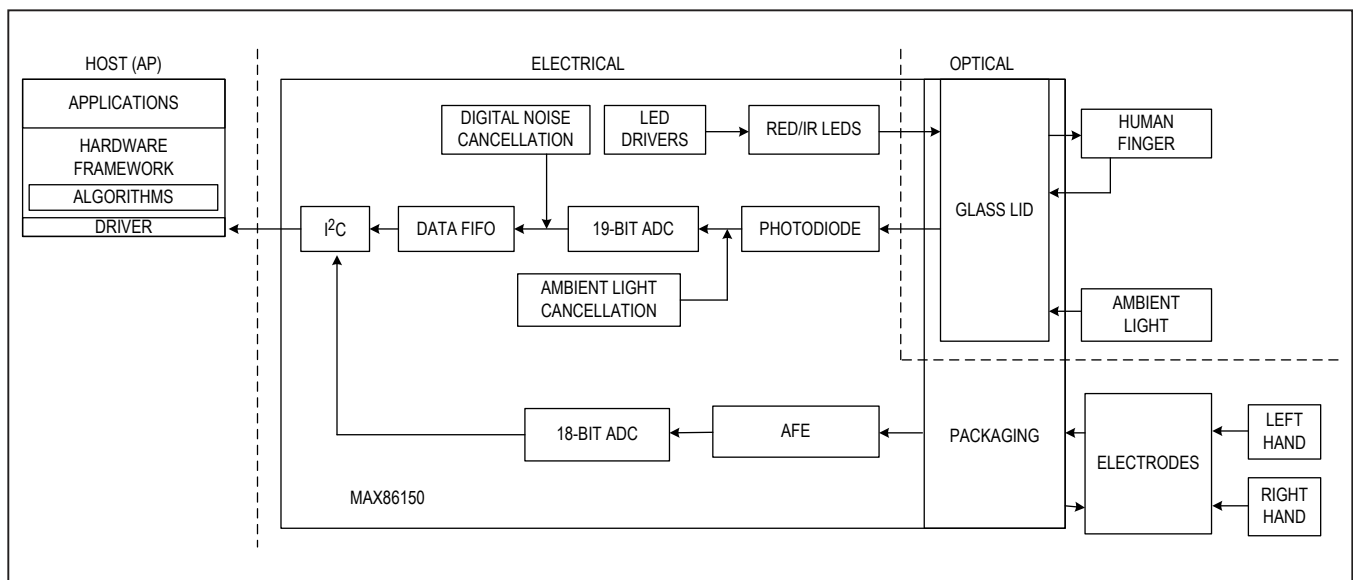 HOST (AP)
ELECTRICAL
OPTICAL
APPLICATIONS
HARDWARE
FRAMEWORK
ALGORITHMS
DRIVER
DIGITAL NOISE
CANCELLATION
LED
DRIVERS
RED/IR LEDS
HUMAN
FINGER
GLASS LID
I²C
DATA FIFO
19-BIT ADC
PHOTODIODE
AMBIENT LIGHT
CANCELLATION
AMBIENT
LIGHT
18-BIT ADC
AFE
PACKAGING
ELECTRODES
LEFT
HAND
RIGHT
HAND
MAX86150